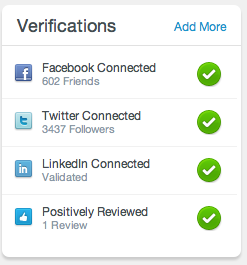 Verifications
Add More
Facebook Connected
602 Friends
Twitter Connected
3437 Followers
LinkedIn Connected
Validated
Positively Reviewed
1 Review